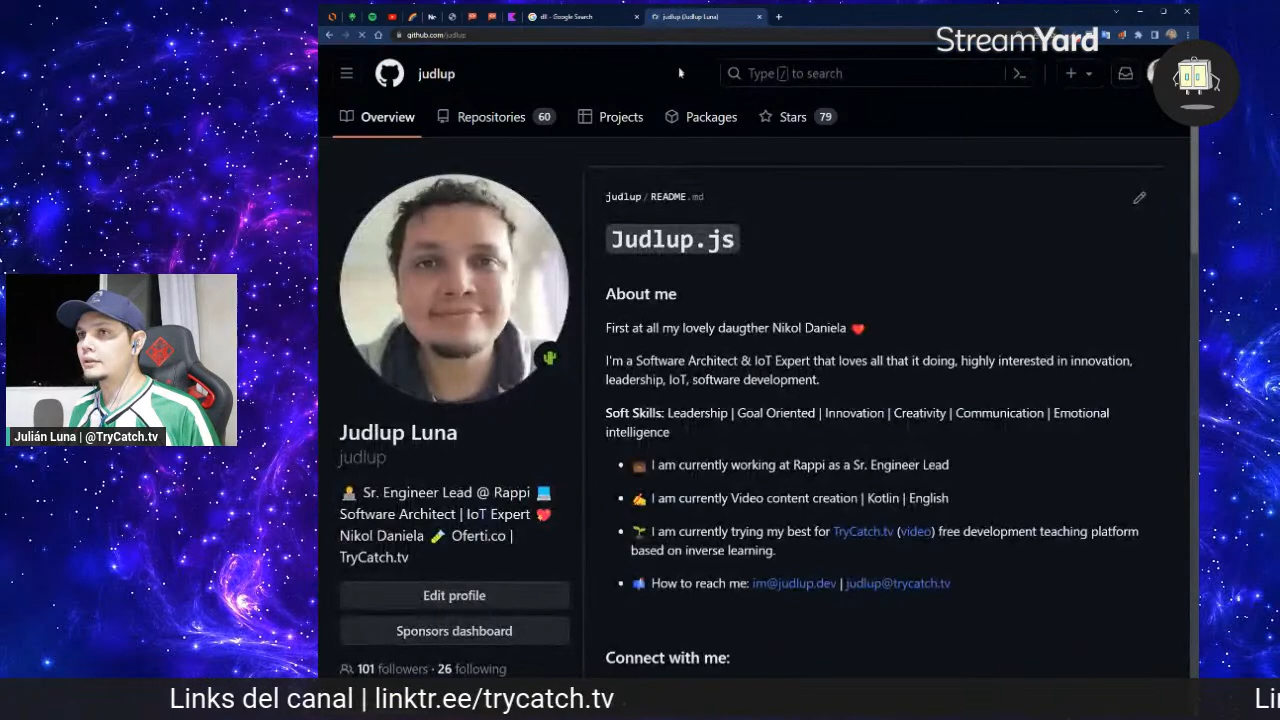 dll - Google Search
judlup (Judlup Luna)
github.com/judlup
StreamYard
judlup
Type / to search
Overview
Repositories 60
Projects
Packages
Stars 79
judlup/README.md
Judlup.js
About me
First at all my lovely daugther Nikol Daniela
I'm a Software Architect & IoT Expert that loves all that it doing, highly interested in innovation,
leadership, IoT, software development.
Soft Skills: Leadership | Goal Oriented | Innovation | Creativity | Communication | Emotional
intelligence
I am currently working at Rappi as a Sr. Engineer Lead
I am currently Video content creation | Kotlin | English
I am currently trying my best for TryCatch.tv (video) free development teaching platform
based on inverse learning.
How to reach me: im@judlup.dev | judlup@trycatch.tv
Connect with me:
Judlup Luna
judlup
Sr. Engineer Lead @ Rappi
Software Architect | IoT Expert
Nikol Daniela Oferti.co |
TryCatch.tv
Edit profile
Sponsors dashboard
101 followers · 26 following
Julián Luna | @TryCatch.tv
Links del canal | linktr.ee/trycatch.tv
Li